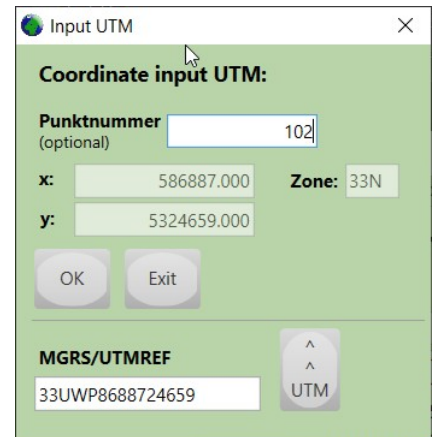 Input UTM
Coordinate input UTM:
Punktnummer
(optional)
102
x: 586887.000 Zone: 33N
y: 5324659.000
OK Exit
MGRS/UTMREF
33UWP8688724659
^
^
UTM